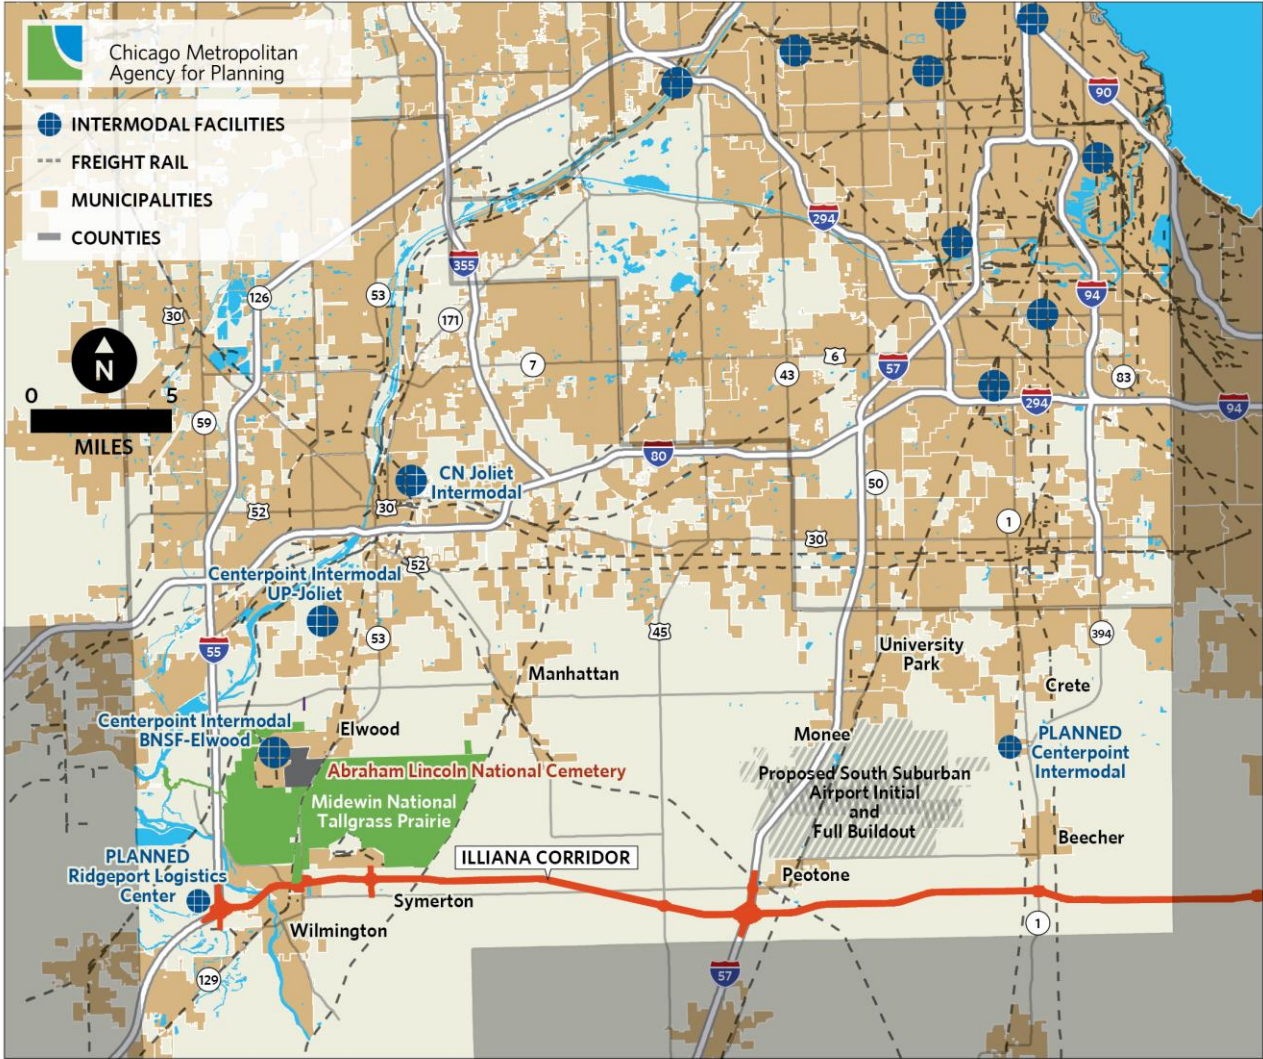 Chicago Metropolitan
Agency for Planning
INTERMODAL FACILITIES
FREIGHT RAIL
MUNICIPALITIES
COUNTIES
90
294
355
126
53
30
171
94
N
0 5
MILES
7
43
6
57
83
294
94
59
80
CN Joliet
Intermodal
50
52
30
1
30
52
Centerpoint Intermodal
UP-Joliet
53
45
394
55
University
Park
Manhattan
Crete
Centerpoint Intermodal
BNSF-Elwood
Elwood
Monee
PLANNED
Centerpoint
Intermodal
Abraham Lincoln National Cemetery
Proposed South Suburban
Airport Initial
and
Full Buildout
Midewin National
Tallgrass Prairie
Beecher
PLANNED
Ridgeport Logistics
Center
ILLIANA CORRIDOR
Peotone
Symerton
Wilmington
1
129
57